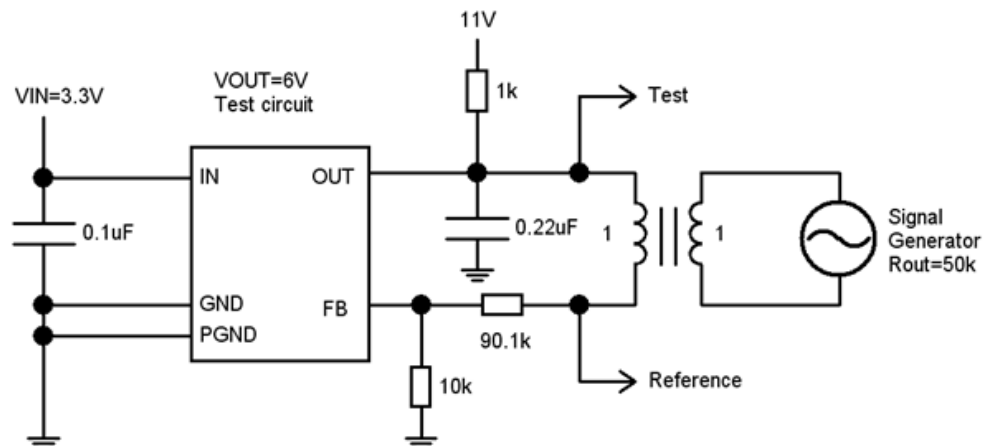 11V
VOUT=6V
Test circuit
VIN=3.3V
1k
Test
IN
OUT
0.1uF
0.22uF
1
1
Signal
Generator
Rout=50k
GND
FB
PGND
90.1k
10k
Reference